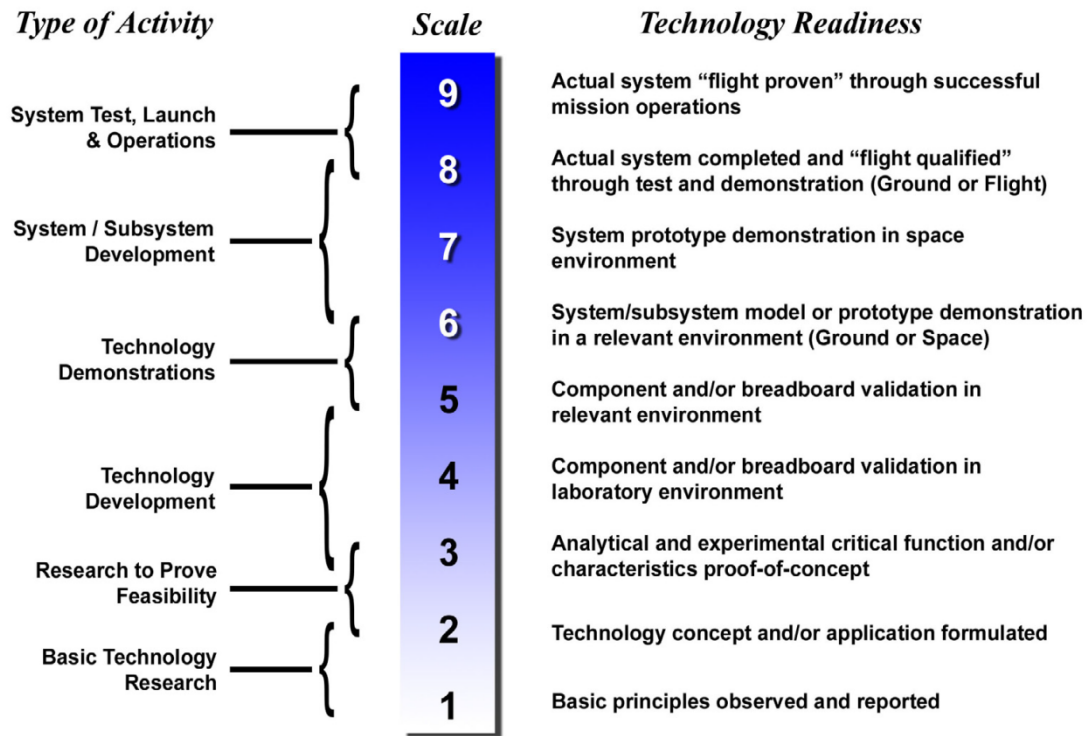 Type of Activity
Scale
Technology Readiness
System Test, Launch
& Operations
System / Subsystem
Development
Technology
Demonstrations
Technology
Development
Research to Prove
Feasibility
Basic Technology
Research
9
8
7
6
5
4
3
2
1
Actual system “flight proven” through successful
mission operations
Actual system completed and “flight qualified”
through test and demonstration (Ground or Flight)
System prototype demonstration in space
environment
System/subsystem model or prototype demonstration
in a relevant environment (Ground or Space)
Component and/or breadboard validation in
relevant environment
Component and/or breadboard validation in
laboratory environment
Analytical and experimental critical function and/or
characteristics proof-of-concept
Technology concept and/or application formulated
Basic principles observed and reported